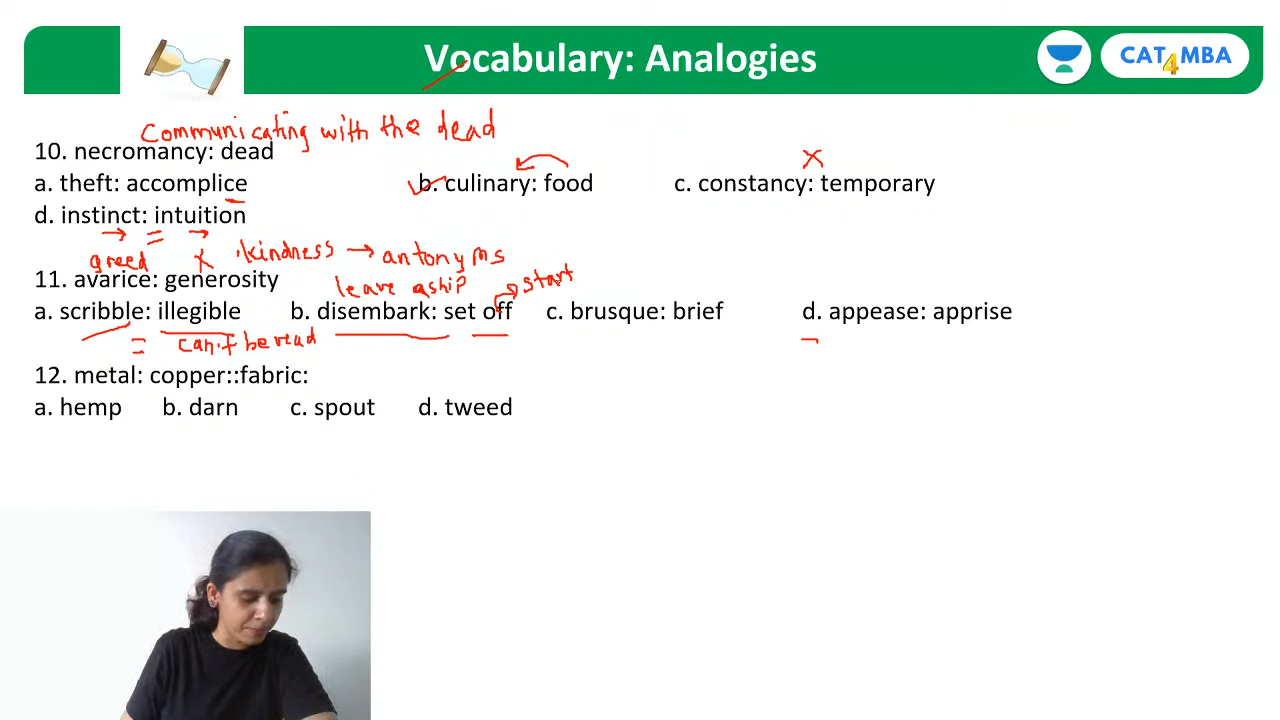 Vocabulary: Analogies
CAT4MBA
Communicating with the dead
10. necromancy: dead
a. theft: accomplice b. culinary: food c. constancy: temporary
d. instinct: intuition
greed kindness → antonyms
11. avarice: generosity
leave a ship start
a. scribble: illegible b. disembark: set off c. brusque: brief d. appease: apprise
= can't be read
12. metal: copper::fabric:
a. hemp b. darn c. spout d. tweed